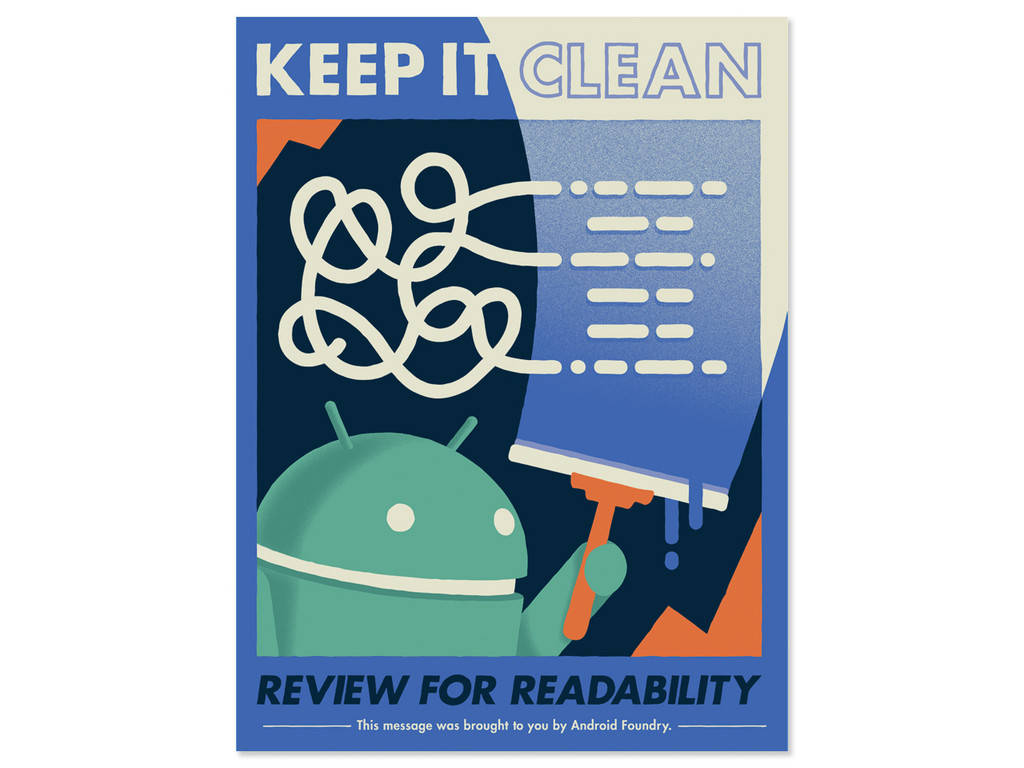 KEEP IT CLEAN
REVIEW FOR READABILITY
This message was brought to you by Android Foundry.